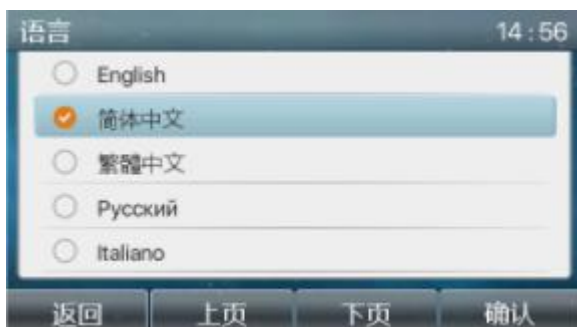 语言 14:56
English
简体中文
繁體中文
Русский
Italiano
返回 上页 下页 确认